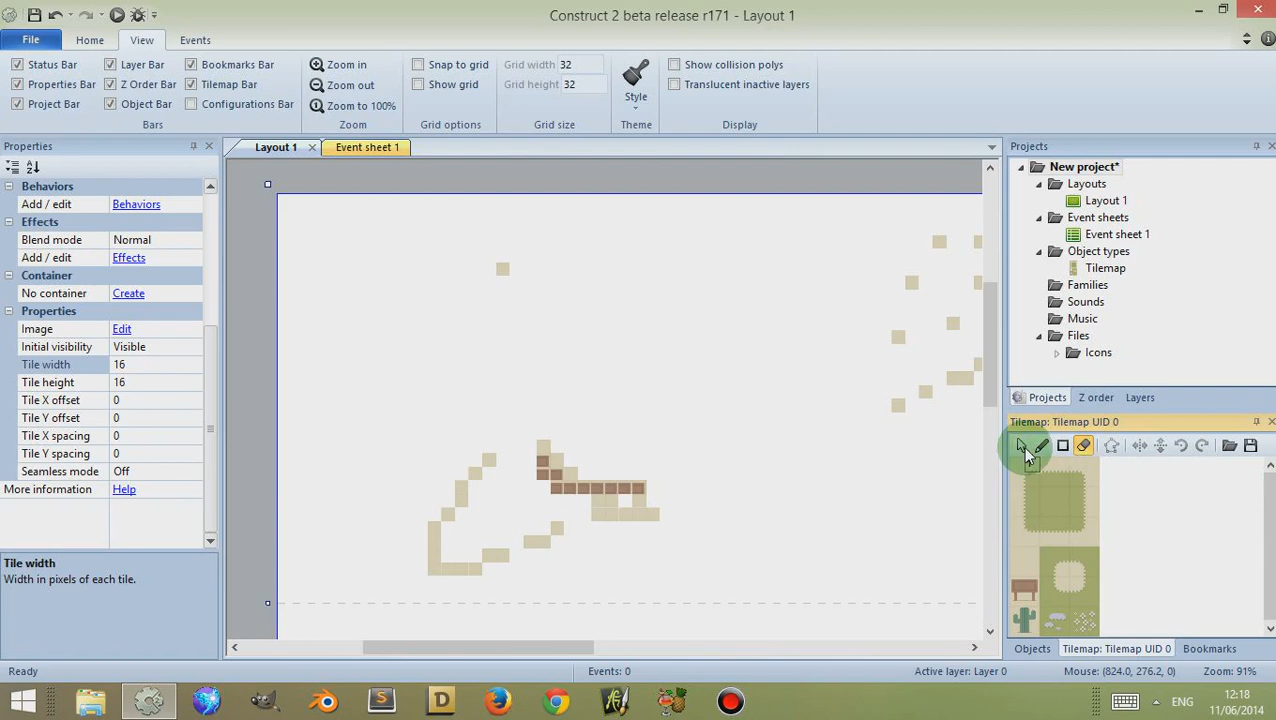 Construct 2 beta release r171 - Layout 1
File Home View Events
Status Bar Layer Bar Bookmarks Bar
Properties Bar Z Order Bar Tilemap Bar
Project Bar Object Bar Configurations Bar
Bars
Zoom in
Zoom out
Zoom to 100%
Zoom
Snap to grid
Show grid
Grid options
Grid width 32
Grid height 32
Grid size
Style
Theme
Show collision polys
Translucent inactive layers
Display
Properties
Behaviors
Add / edit Behaviors
Effects
Blend mode Normal
Add / edit Effects
Container
No container Create
Properties
Image Edit
Initial visibility Visible
Tile width 16
Tile height 16
Tile X offset 0
Tile Y offset 0
Tile X spacing 0
Tile Y spacing 0
Seamless mode Off
More information Help
Tile width
Width in pixels of each tile.
Layout 1 Event sheet 1
Projects
New project*
Layouts
Layout 1
Event sheets
Event sheet 1
Object types
Tilemap
Families
Sounds
Music
Files
Icons
Projects Z order Layers
Tilemap: Tilemap UID 0
Objects Tilemap: Tilemap UID 0 Bookmarks
Ready Events: 0 Active layer: Layer 0 Mouse: (824.0, 276.2, 0) Zoom: 91%
S D ENG
12:18
11/06/2014